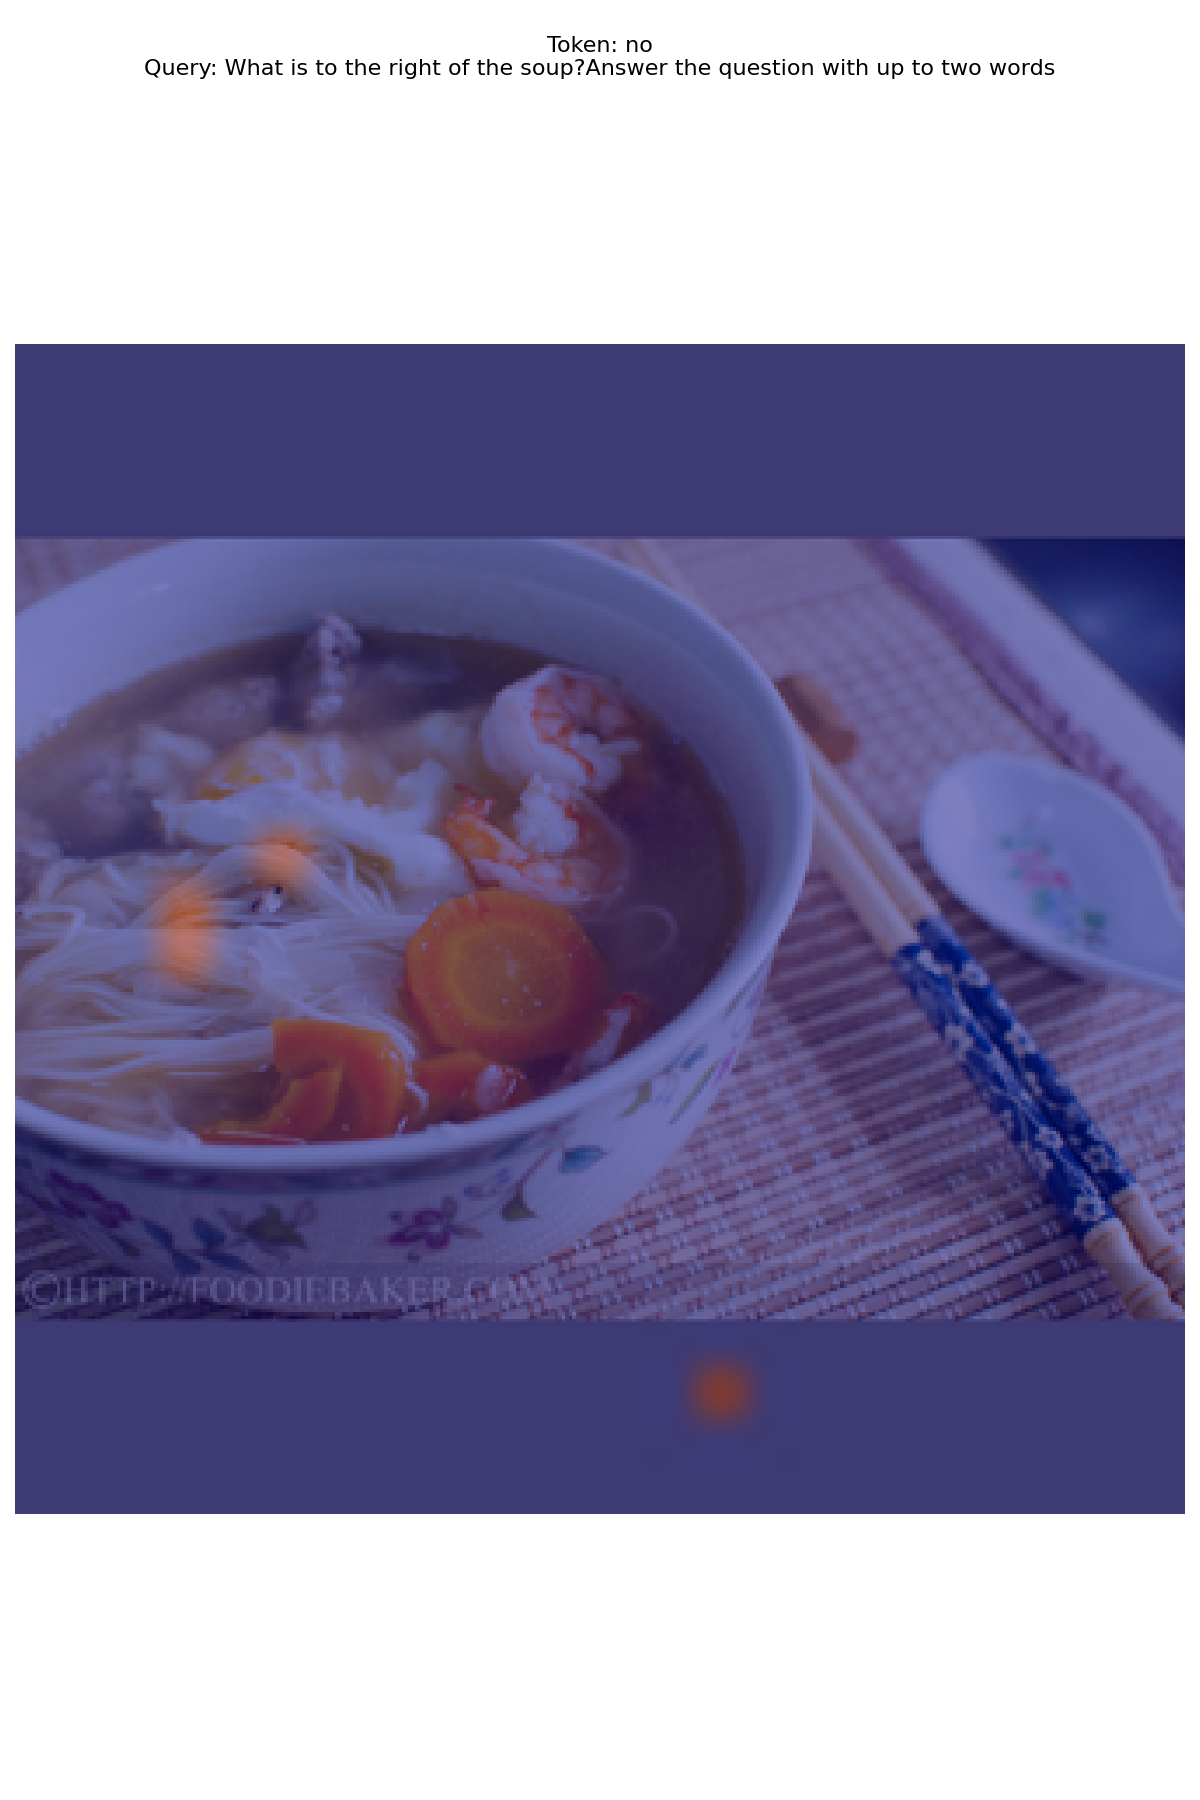 Token: no
Query: What is to the right of the soup?Answer the question with up to two words
©HTTP://FOODIEBAKER.COM